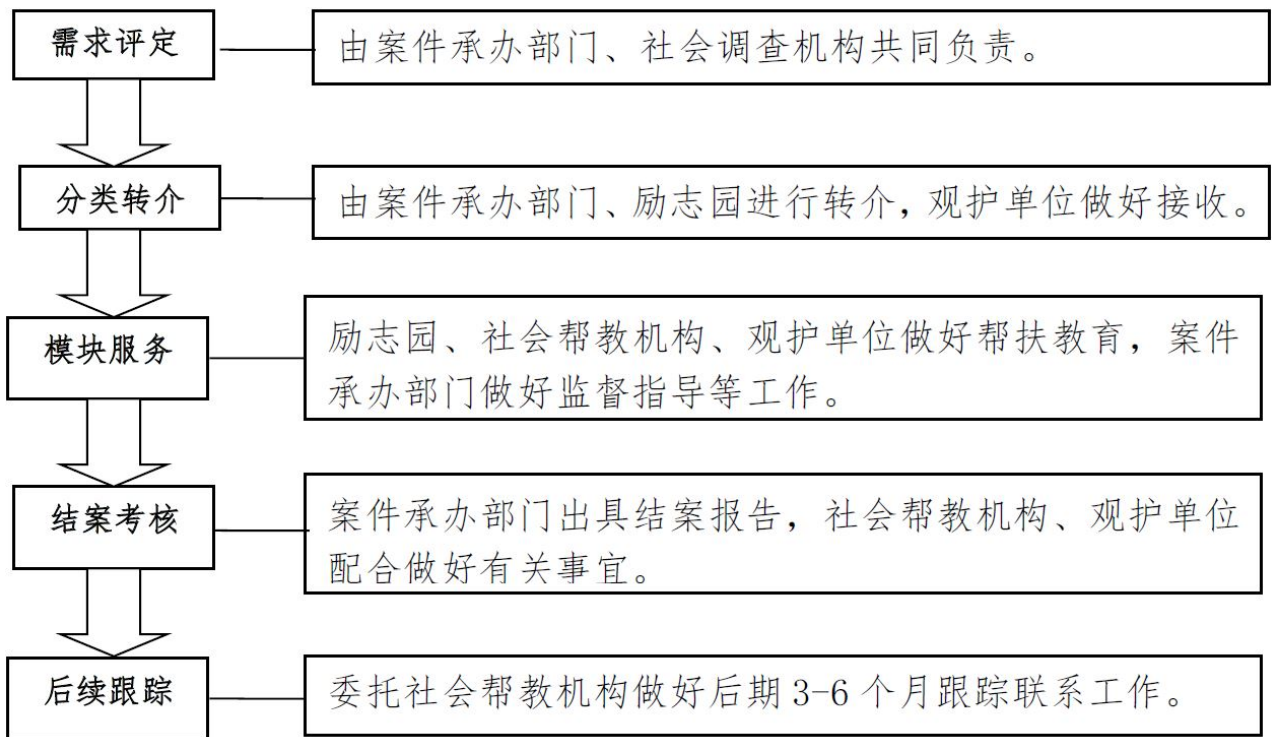 需求评定
由案件承办部门、社会调查机构共同负责。
分类转介
由案件承办部门、励志园进行转介，观护单位做好接收。
模块服务
励志园、社会帮教机构、观护单位做好帮扶教育，案件
承办部门做好监督指导等工作。
结案考核
案件承办部门出具结案报告，社会帮教机构、观护单位
配合做好有关事宜。
后续跟踪
委托社会帮教机构做好后期3-6个月跟踪联系工作。